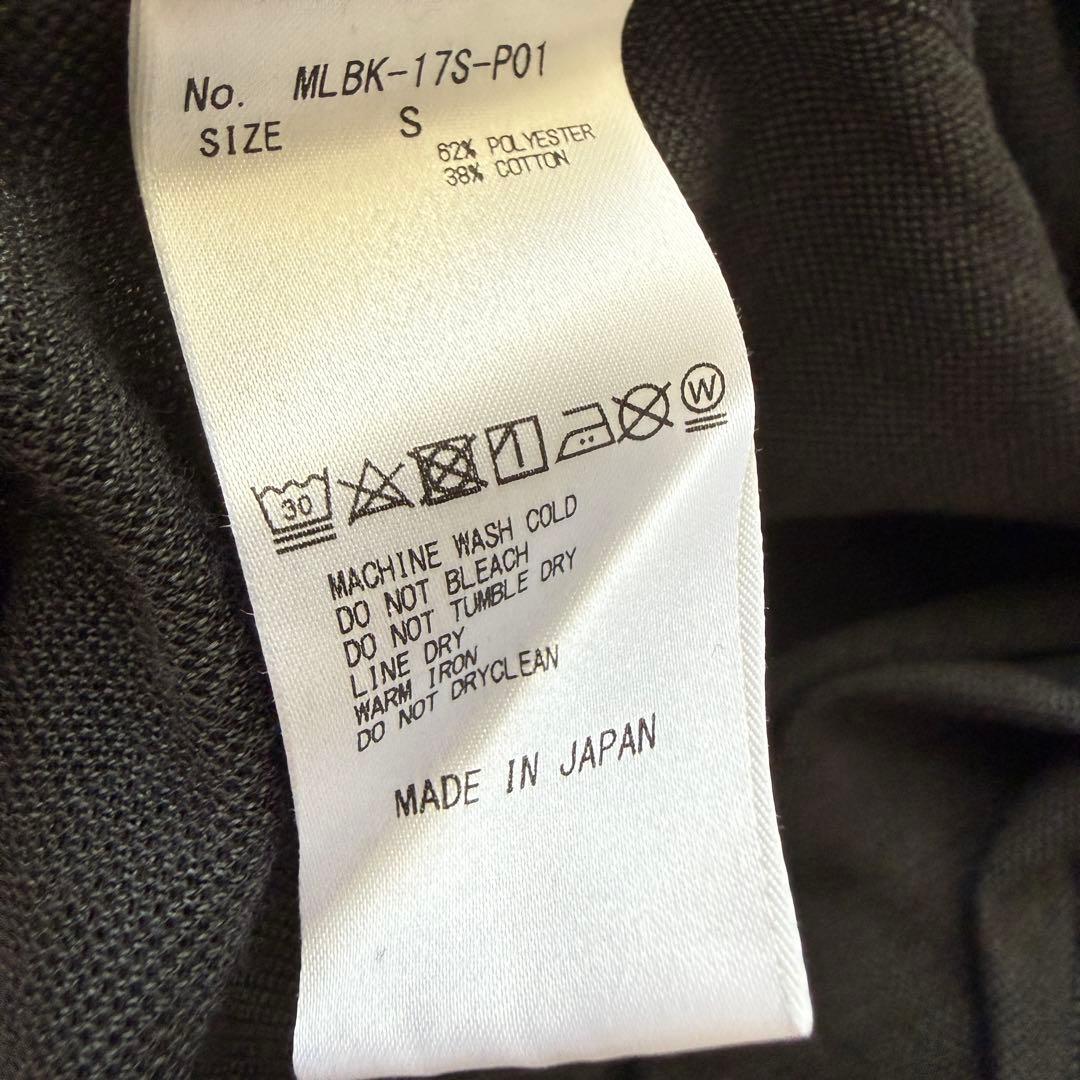 No. MLBK-17S-P01
SIZE S
62% POLYESTER
38% COTTON
30 W
MACHINE WASH COLD
DO NOT BLEACH
DO NOT TUMBLE DRY
LINE DRY
WARM IRON
DO NOT DRYCLEAN
MADE IN JAPAN